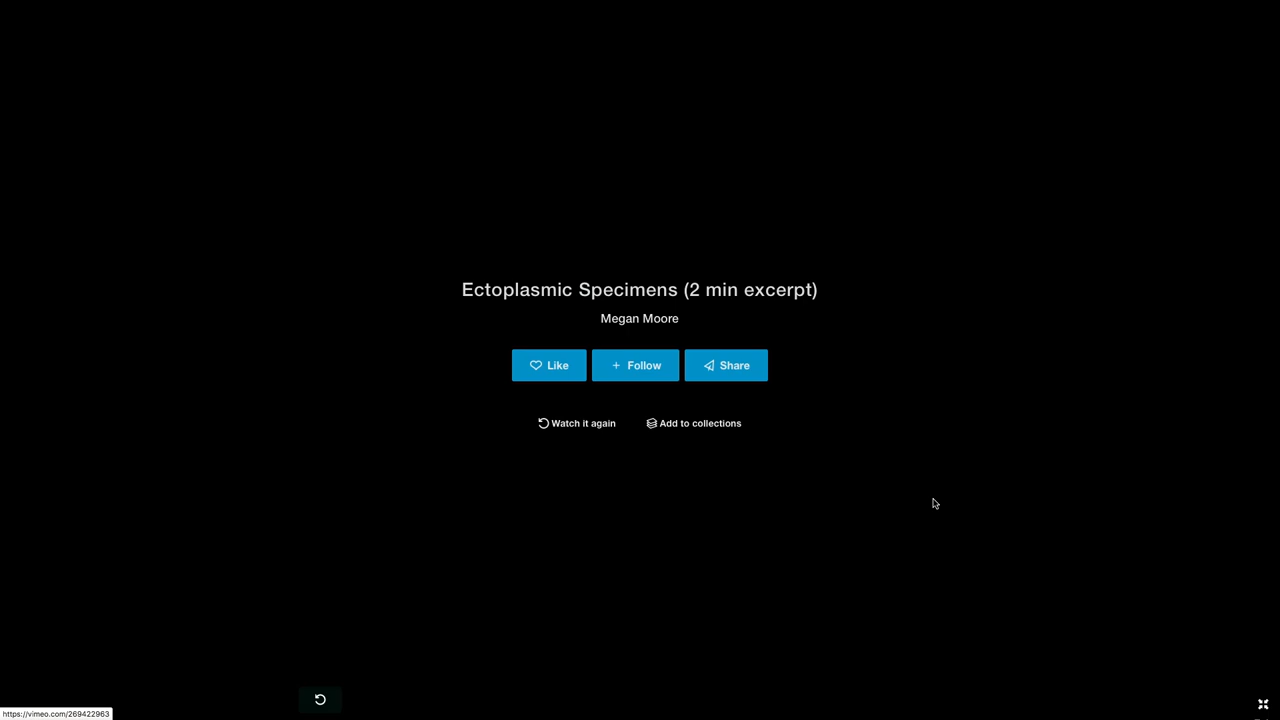 Ectoplasmic Specimens (2 min excerpt)
Megan Moore
Like
Follow
Share
Watch it again
Add to collections
https://vimeo.com/269422963